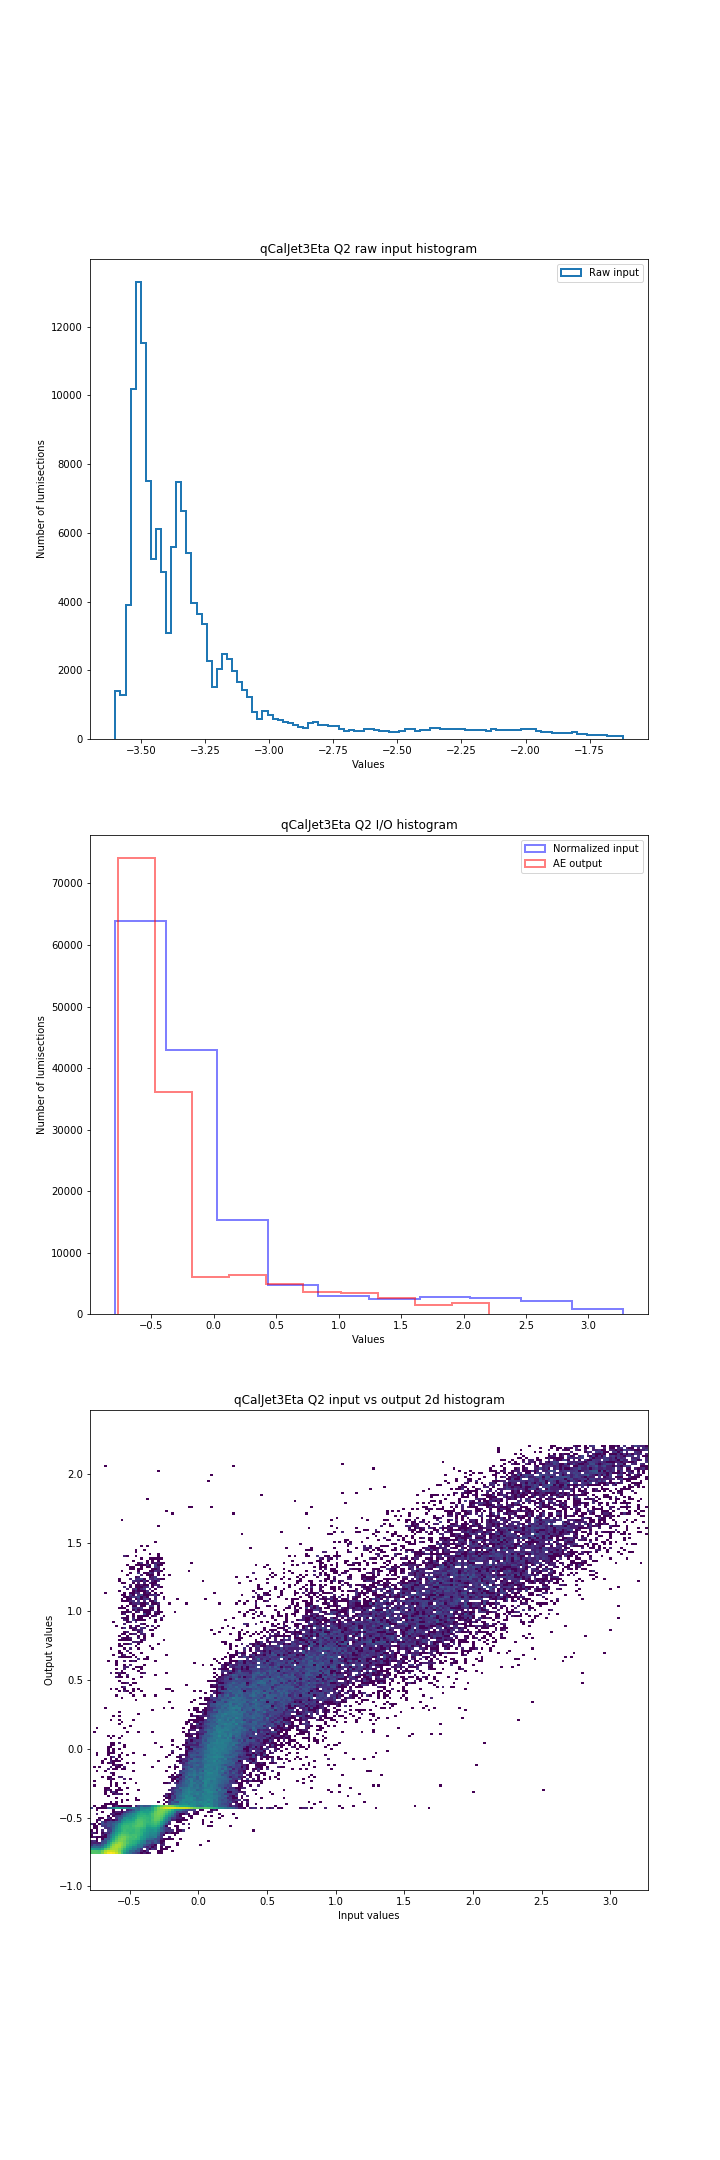 qCalJet3Eta Q2 raw input histogram
Raw input
12000
10000
8000
6000
4000
2000
0
Number of lumisections
−3.50 −3.25 −3.00 −2.75 −2.50 −2.25 −2.00 −1.75
Values
qCalJet3Eta Q2 I/O histogram
Normalized input
AE output
70000
60000
50000
40000
30000
20000
10000
0
Number of lumisections
−0.5 0.0 0.5 1.0 1.5 2.0 2.5 3.0
Values
qCalJet3Eta Q2 input vs output 2d histogram
2.0
1.5
1.0
0.5
0.0
−0.5
−1.0
Output values
−0.5 0.0 0.5 1.0 1.5 2.0 2.5 3.0
Input values